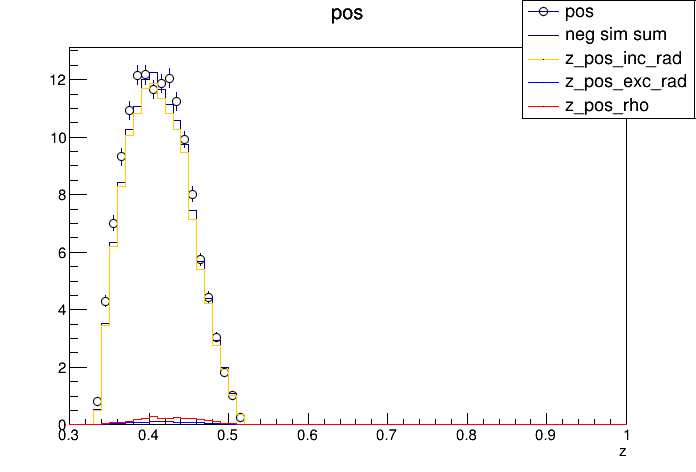 pos
pos
neg sim sum
z_pos_inc_rad
z_pos_exc_rad
z_pos_rho
12
10
8
6
4
2
0
0.3 0.4 0.5 0.6 0.7 0.8 0.9 1
z